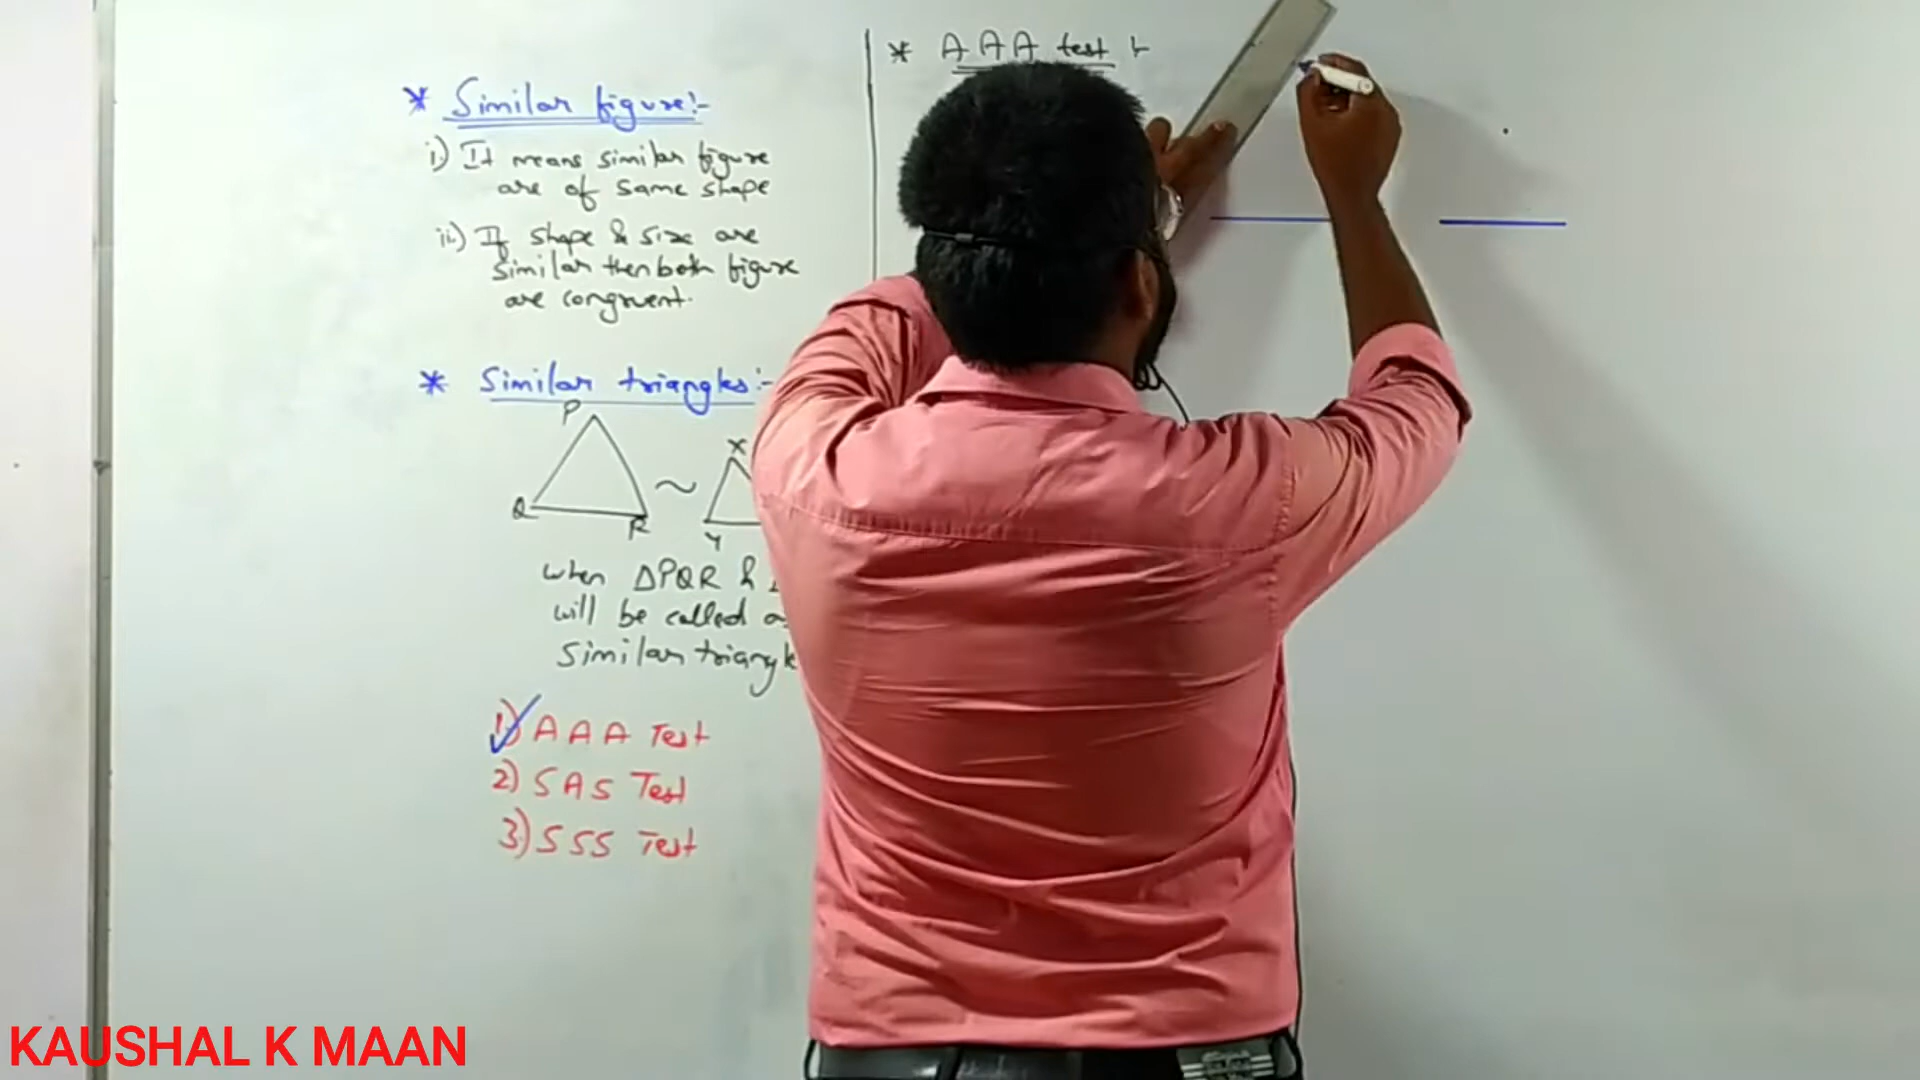 * Similar figure:-
i.) It means similar figure
are of same shape
ii.) If shape & size are
similar then both figure
are congruent.
* Similar triangles:-
P
Q
R
~
X
Y
when ΔPQR &
will be called
Similar triangle
1) A A A Test
2) S A S Test
3) S S S Test
* A A A test :-
KAUSHAL K MAAN